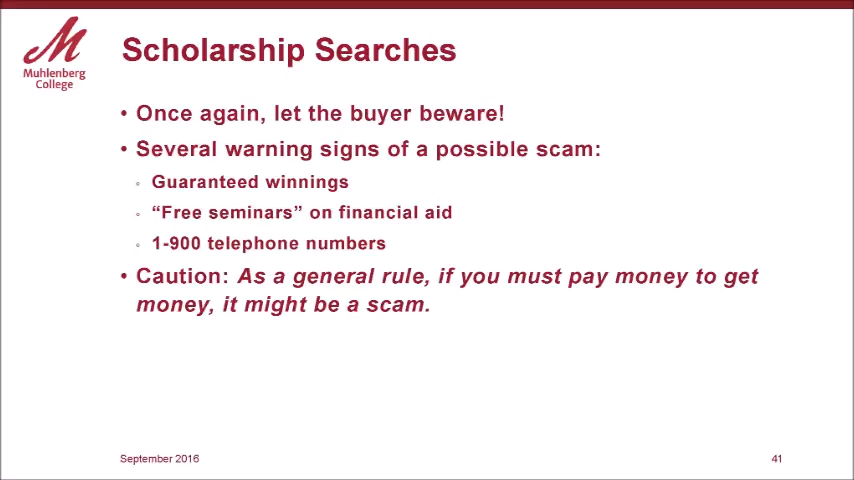 Muhlenberg
College
Scholarship Searches
• Once again, let the buyer beware!
• Several warning signs of a possible scam:
◦ Guaranteed winnings
◦ “Free seminars” on financial aid
◦ 1-900 telephone numbers
• Caution: As a general rule, if you must pay money to get
money, it might be a scam.
September 2016
41